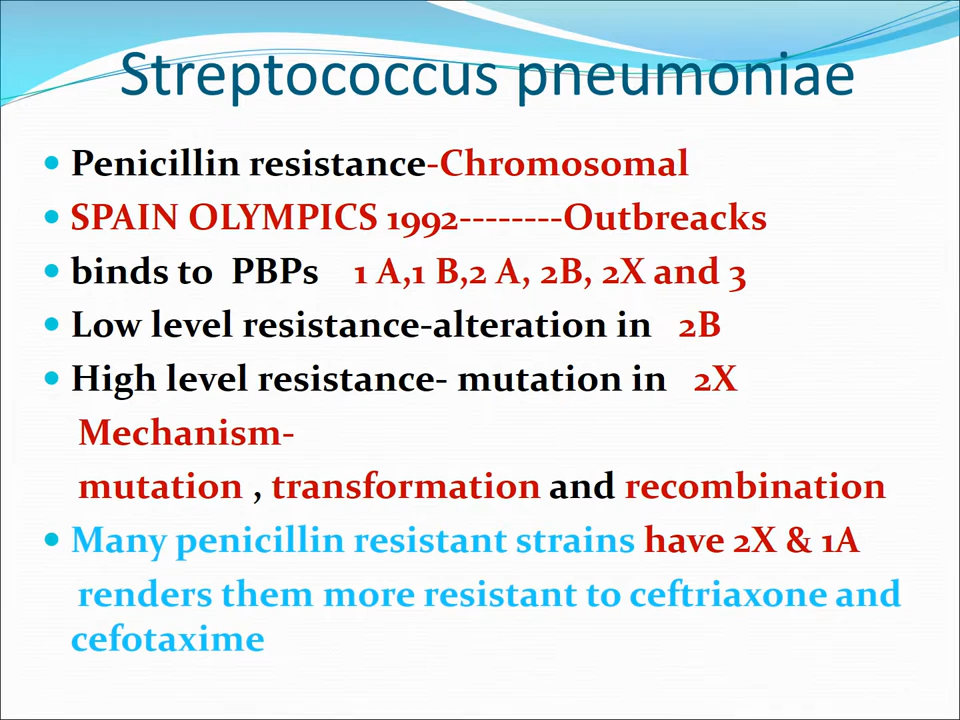 Streptococcus pneumoniae
• Penicillin resistance-Chromosomal
• SPAIN OLYMPICS 1992--------Outbreacks
• binds to PBPs 1 A,1 B,2 A, 2B, 2X and 3
• Low level resistance-alteration in 2B
• High level resistance- mutation in 2X
Mechanism-
mutation , transformation and recombination
• Many penicillin resistant strains have 2X & 1A
renders them more resistant to ceftriaxone and
cefotaxime